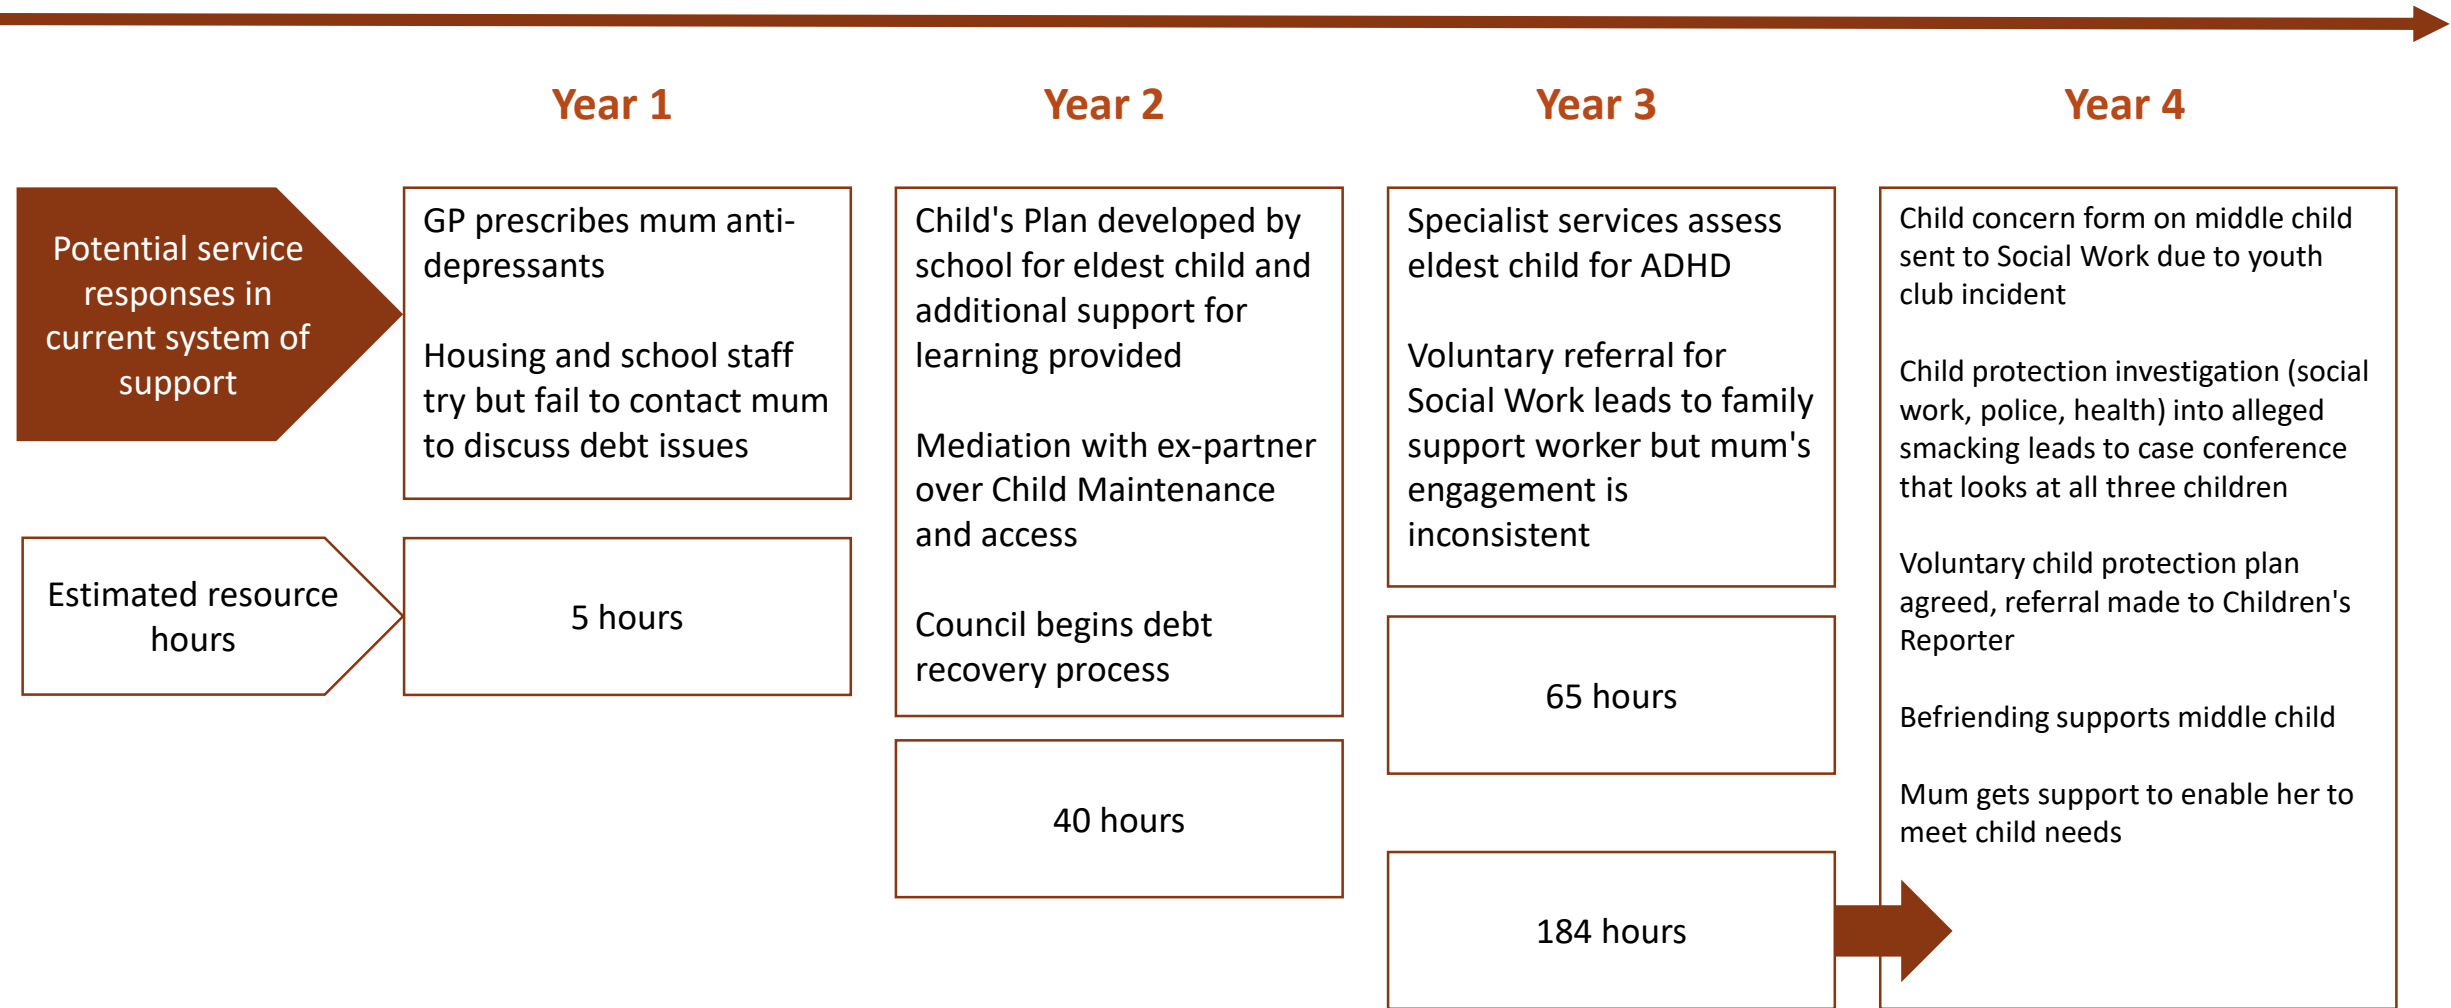 Year 1
Year 2
Year 3
Year 4
Potential service
responses in
current system of
support
GP prescribes mum anti-
depressants
Housing and school staff
try but fail to contact mum
to discuss debt issues
Child's Plan developed by
school for eldest child and
additional support for
learning provided
Mediation with ex-partner
over Child Maintenance
and access
Council begins debt
recovery process
Specialist services assess
eldest child for ADHD
Voluntary referral for
Social Work leads to family
support worker but mum's
engagement is
inconsistent
Child concern form on middle child
sent to Social Work due to youth
club incident
Child protection investigation (social
work, police, health) into alleged
smacking leads to case conference
that looks at all three children
Voluntary child protection plan
agreed, referral made to Children's
Reporter
Befriending supports middle child
Mum gets support to enable her to
meet child needs
Estimated resource
hours
5 hours
40 hours
65 hours
184 hours